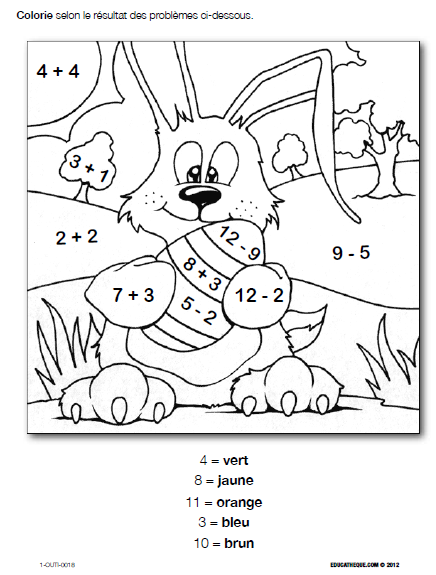 Colorie selon le résultat des problèmes ci-dessous.
4 + 4
3 + 1
2 + 2
12 - 9
9 - 5
8 + 3
7 + 3
12 - 2
5 - 2
4 = vert
8 = jaune
11 = orange
3 = bleu
10 = brun
1-OUTI-0018
EDUCATHEQUE.COM © 2012